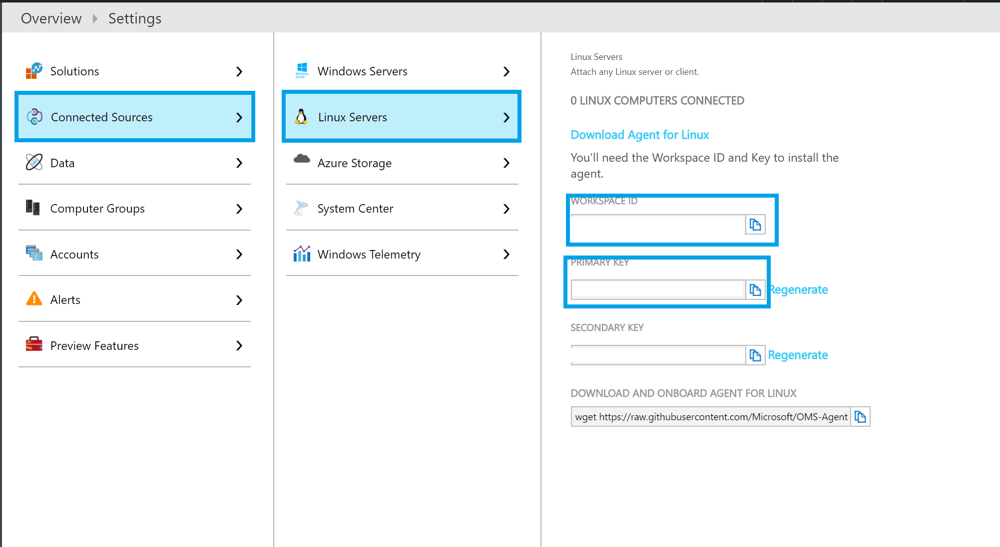 Overview Settings
Solutions
Connected Sources
Data
Computer Groups
Accounts
Alerts
Preview Features
Windows Server
Windows Servers
Linux Servers
Azure Storage
System Center
Windows Telemetry
Linux Servers
Attach any Linux server or client.
0 LINUX COMPUTERS CONNECTED
Download Agent for Linux
You'll need the Workspace ID and Key to install the
agent.
WORKSPACE ID
PRIMARY KEY
Regenerate
SECONDARY KEY
Regenerate
DOWNLOAD AND ONBOARD AGENT FOR LINUX
wget https://raw.githubusercontent.com/Microsoft/OMS-Agent